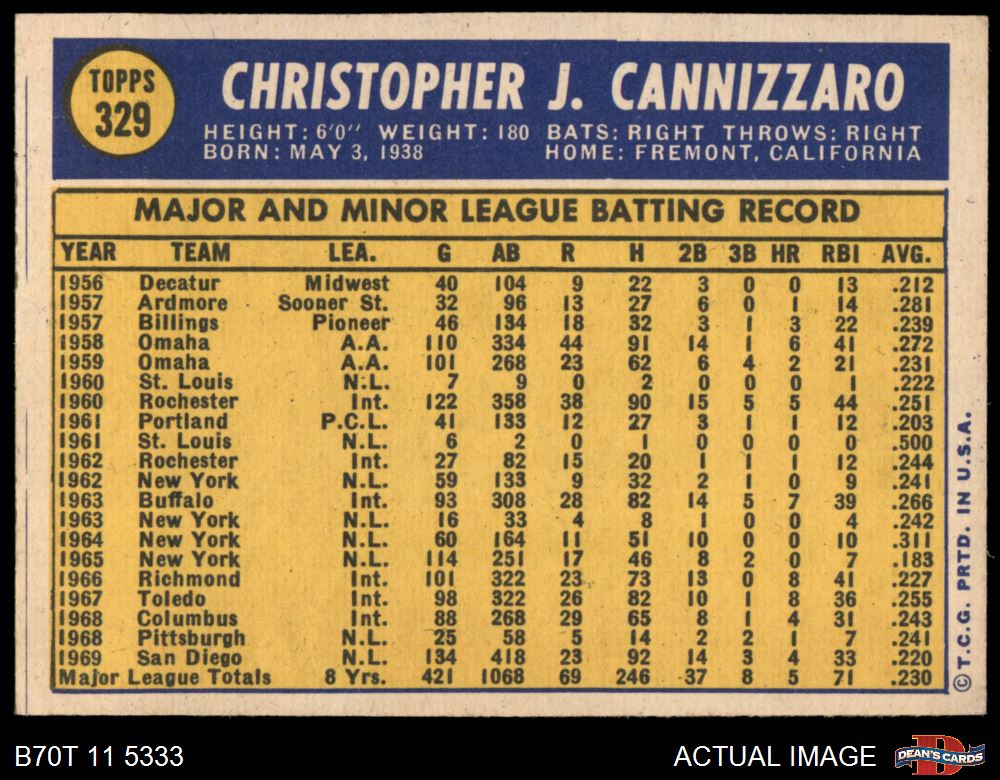 TOPPS
329
CHRISTOPHER J. CANNIZZARO
HEIGHT: 6'0" WEIGHT: 180 BATS: RIGHT THROWS: RIGHT
BORN: MAY 3, 1938 HOME: FREMONT, CALIFORNIA
MAJOR AND MINOR LEAGUE BATTING RECORD
YEAR TEAM LEA. G AB R H 2B 3B HR RBI AVG.
1956 Decatur Midwest 40 104 9 22 3 0 0 13 .212
1957 Ardmore Sooner St. 32 96 13 27 6 0 1 14 .281
1957 Billings Pioneer 46 134 18 32 3 1 3 22 .239
1958 Omaha A.A. 110 334 44 91 14 1 6 41 .272
1959 Omaha A.A. 101 268 23 62 6 4 2 21 .231
1960 St. Louis N.L. 7 9 0 2 0 0 0 1 .222
1960 Rochester Int. 122 358 38 90 15 5 5 44 .251
1961 Portland P.C.L. 41 133 12 27 3 1 1 12 .203
1961 St. Louis N.L. 6 2 0 1 0 0 0 0 .500
1962 Rochester Int. 27 82 15 20 1 1 1 12 .244
1962 New York N.L. 59 133 9 32 2 1 0 9 .241
1963 Buffalo Int. 93 308 28 82 14 5 7 39 .266
1963 New York N.L. 16 33 4 8 1 0 0 4 .242
1964 New York N.L. 60 164 11 51 10 0 0 10 .311
1965 New York N.L. 114 251 17 46 8 2 0 7 .183
1966 Richmond Int. 101 322 23 73 13 0 8 41 .227
1967 Toledo Int. 98 322 26 82 10 1 8 36 .255
1968 Columbus Int. 88 268 29 65 8 1 4 31 .243
1968 Pittsburgh N.L. 25 58 5 14 2 2 1 7 .241
1969 San Diego N.L. 134 418 23 92 14 3 4 33 .220
Major League Totals 8 Yrs. 421 1068 69 246 37 8 5 71 .230
©T.C.G. PRTD. IN U.S.A.
B70T 11 5333
ACTUAL IMAGE
DEAN'S CARDS